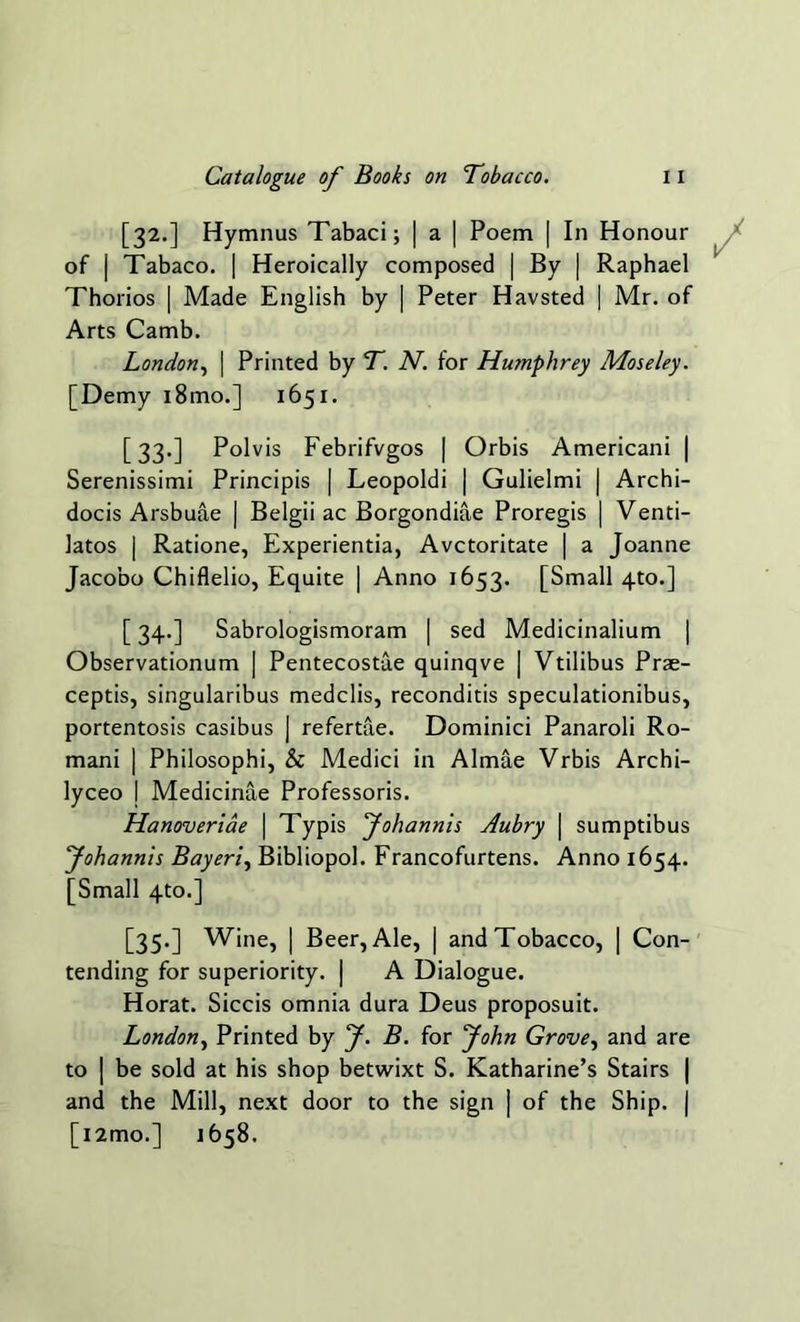 Catalogue of Books on Tobacco. 11
[32.] Hymnus Tabaci; | a | Poem | In Honour
of | Tabaco. | Heroically composed | By | Raphael
Thorios | Made English by | Peter Havsted | Mr. of
Arts Camb.
London, | Printed by T. N. for Humphrey Moseley.
[Demy 18mo.] 1651.
[33.] Polvis Febrifvgos | Orbis Americani |
Serenissimi Principis | Leopoldi | Gulielmi | Archi-
docis Arsbuâe | Belgii ac Borgondiâe Proregis | Venti-
latos | Ratione, Experientia, Avctoritate | a Joanne
Jacobo Chiflelio, Equite | Anno 1653. [Small 4to.]
[34.] Sabrologismoram | sed Medicinalium |
Observationum | Pentecostâe quinqve | Vtilibus Præ-
ceptis, singularibus medclis, reconditis speculationibus,
portentosis casibus | refertâe. Dominici Panaroli Ro-
mani | Philosophi, & Medici in Almâe Vrbis Archi-
lyceo | Medicinâe Professoris.
Hanoveride | Typis Johannis Aubry | sumptibus
Johannis Bayeri, Bibliopol. Francofurtens. Anno 1654.
[Small 4to.]
[35.] Wine, | Beer, Ale, | and Tobacco, | Con-
tending for superiority. | A Dialogue.
Horat. Siccis omnia dura Deus proposuit.
London, Printed by J. B. for John Grove, and are
to | be sold at his shop betwixt S. Katharine's Stairs |
and the Mill, next door to the sign | of the Ship. |
[12mo.] 1658.